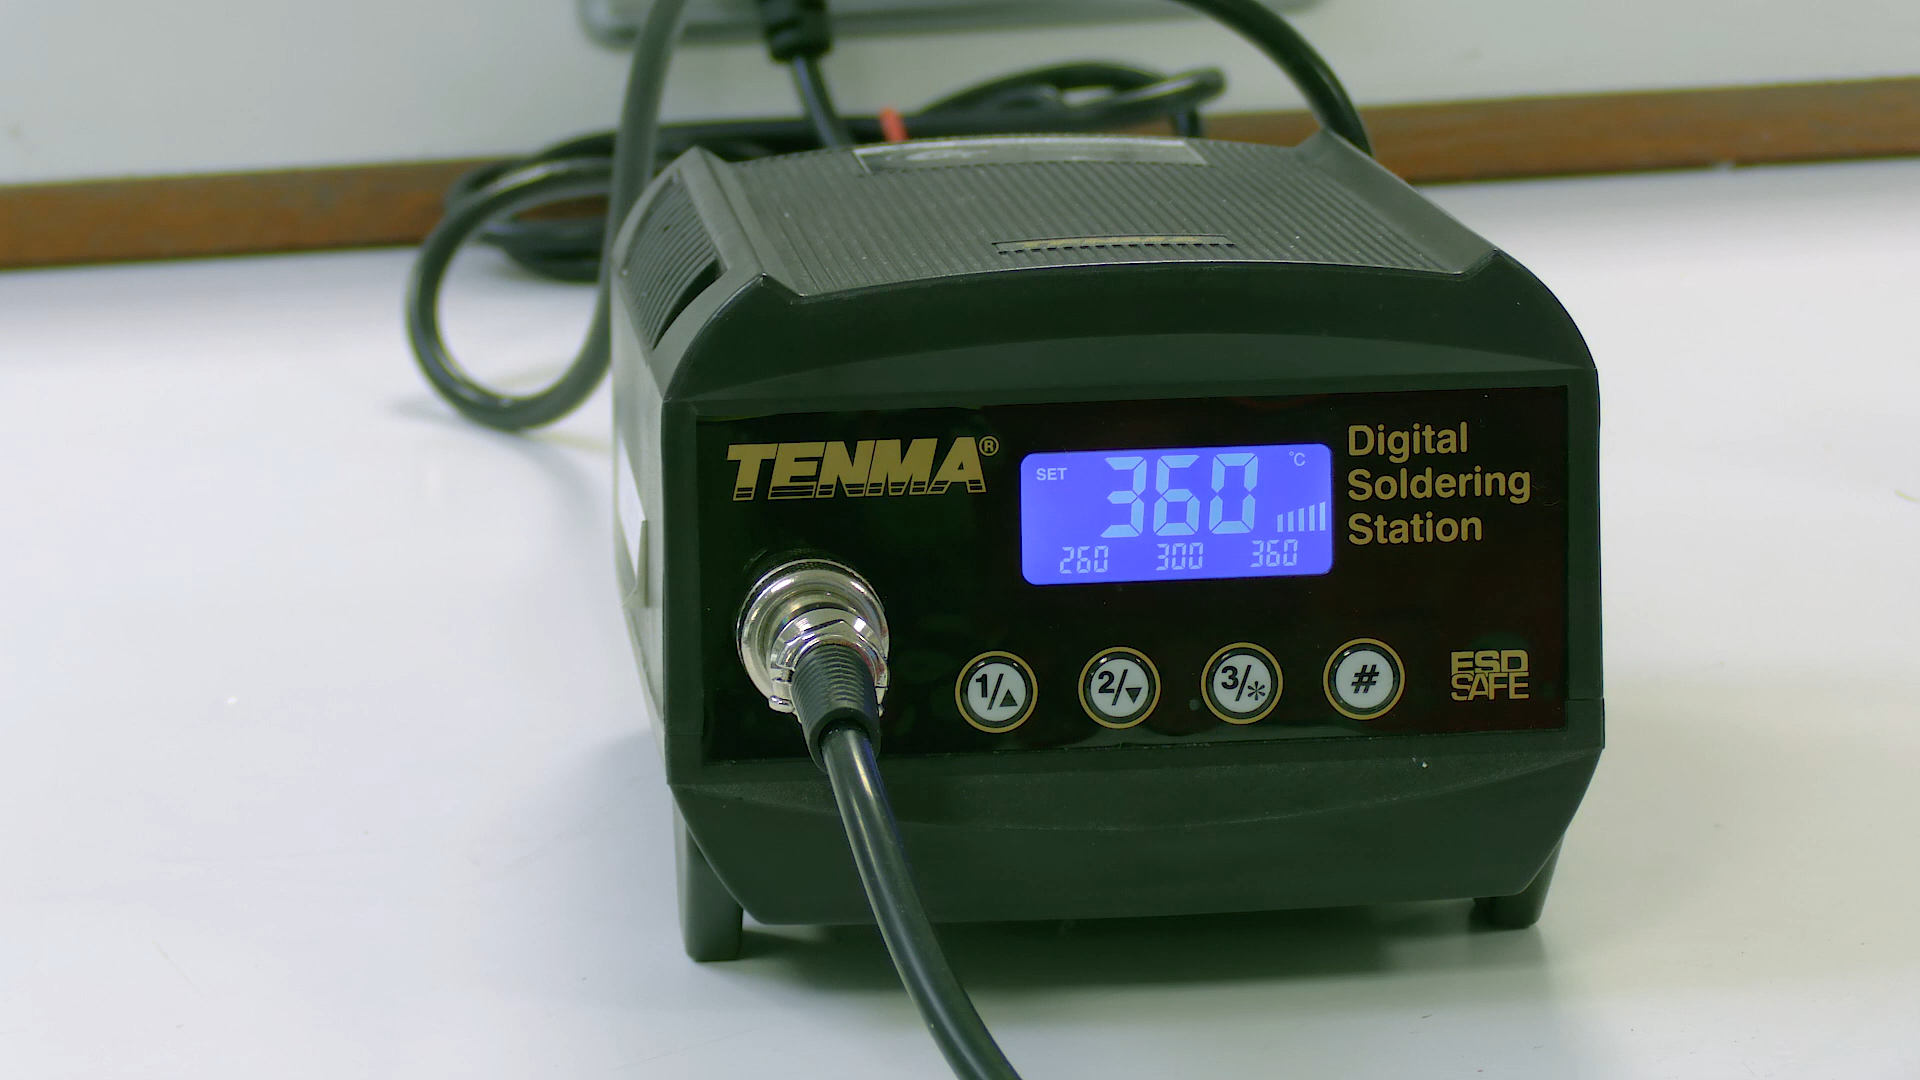 TENMA®
SET 360 °C
260 300 360
Digital
Soldering
Station
1/▲ 2/▼ 3/* #
ESD
SAFE